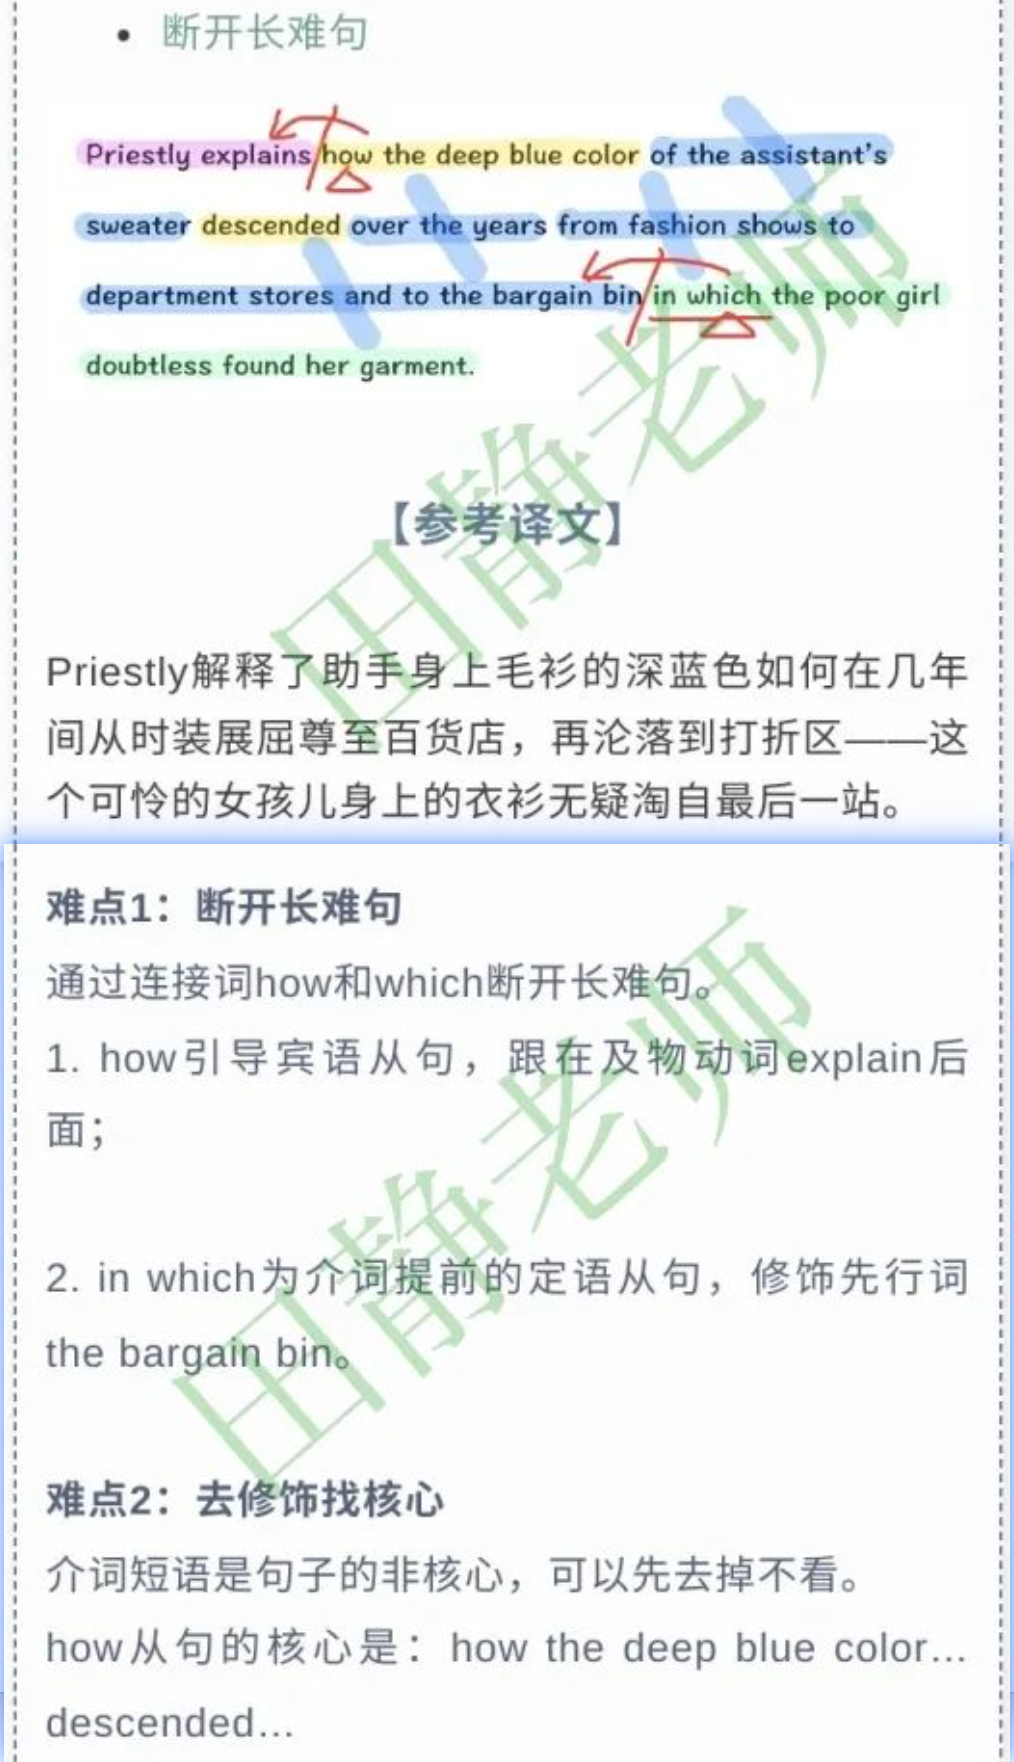 断开长难句
Priestly explains how the deep blue color of the assistant's
sweater descended over the years from fashion shows to
department stores and to the bargain bin in which the poor girl
doubtless found her garment.
【参考译文】
Priestly解释了助手身上毛衫的深蓝色如何在几年
间从时装展屈尊至百货店，再沦落到打折区——这
个可怜的女孩儿身上的衣衫无疑淘自最后一站。
田静老师
难点1：断开长难句
通过连接词how和which断开长难句。
1. how引导宾语从句，跟在及物动词explain后
面；
2. in which为介词提前的定语从句，修饰先行词
the bargain bin。
田静老师
难点2：去修饰找核心
介词短语是句子的非核心，可以先去掉不看。
how从句的核心是：how the deep blue color...
descended...